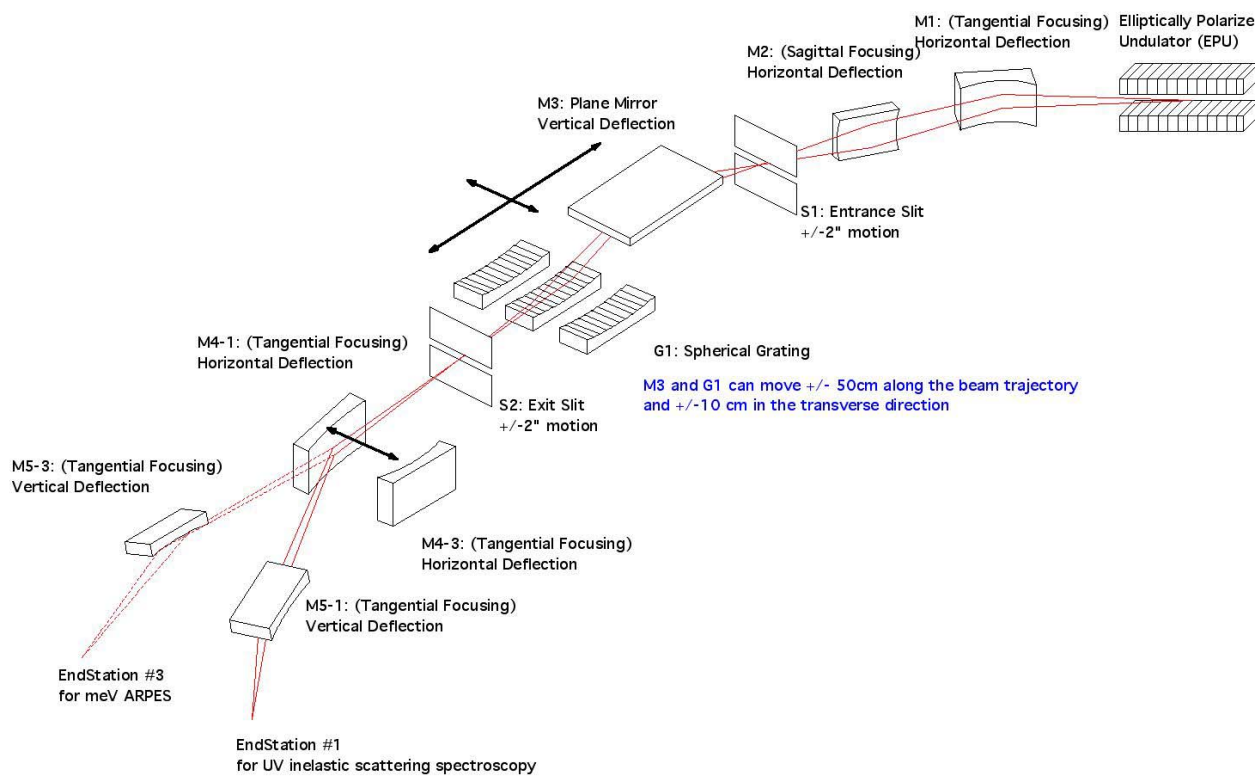 M1: (Tangential Focusing)
Horizontal Deflection
Elliptically Polarize
Undulator (EPU)
M2: (Sagittal Focusing)
Horizontal Deflection
M3: Plane Mirror
Vertical Deflection
S1: Entrance Slit
+/-2" motion
M4-1: (Tangential Focusing)
Horizontal Deflection
G1: Spherical Grating
M3 and G1 can move +/- 50cm along the beam trajectory
and +/-10 cm in the transverse direction
S2: Exit Slit
+/-2" motion
M5-3: (Tangential Focusing)
Vertical Deflection
M4-3: (Tangential Focusing)
Horizontal Deflection
M5-1: (Tangential Focusing)
Vertical Deflection
EndStation #3
for meV ARPES
EndStation #1
for UV inelastic scattering spectroscopy